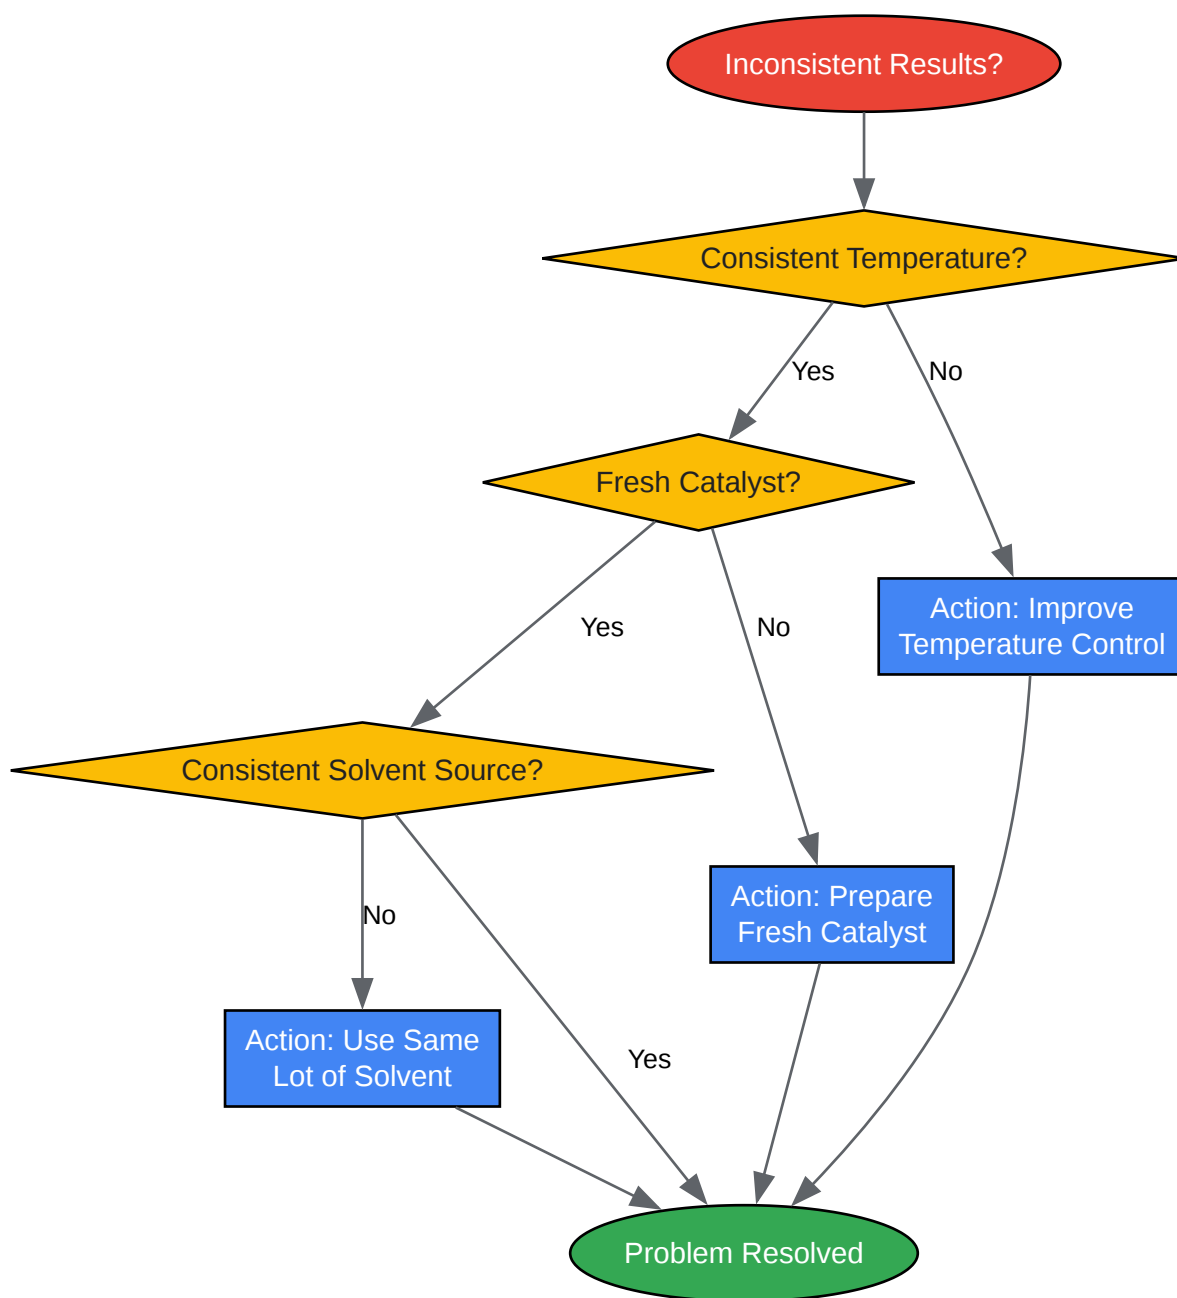 Inconsistent Results?
Consistent Temperature?
Yes
No
Fresh Catalyst?
Action: Improve
Temperature Control
Yes
No
Consistent Solvent Source?
Action: Prepare
Fresh Catalyst
No
Action: Use Same
Lot of Solvent
Yes
Problem Resolved